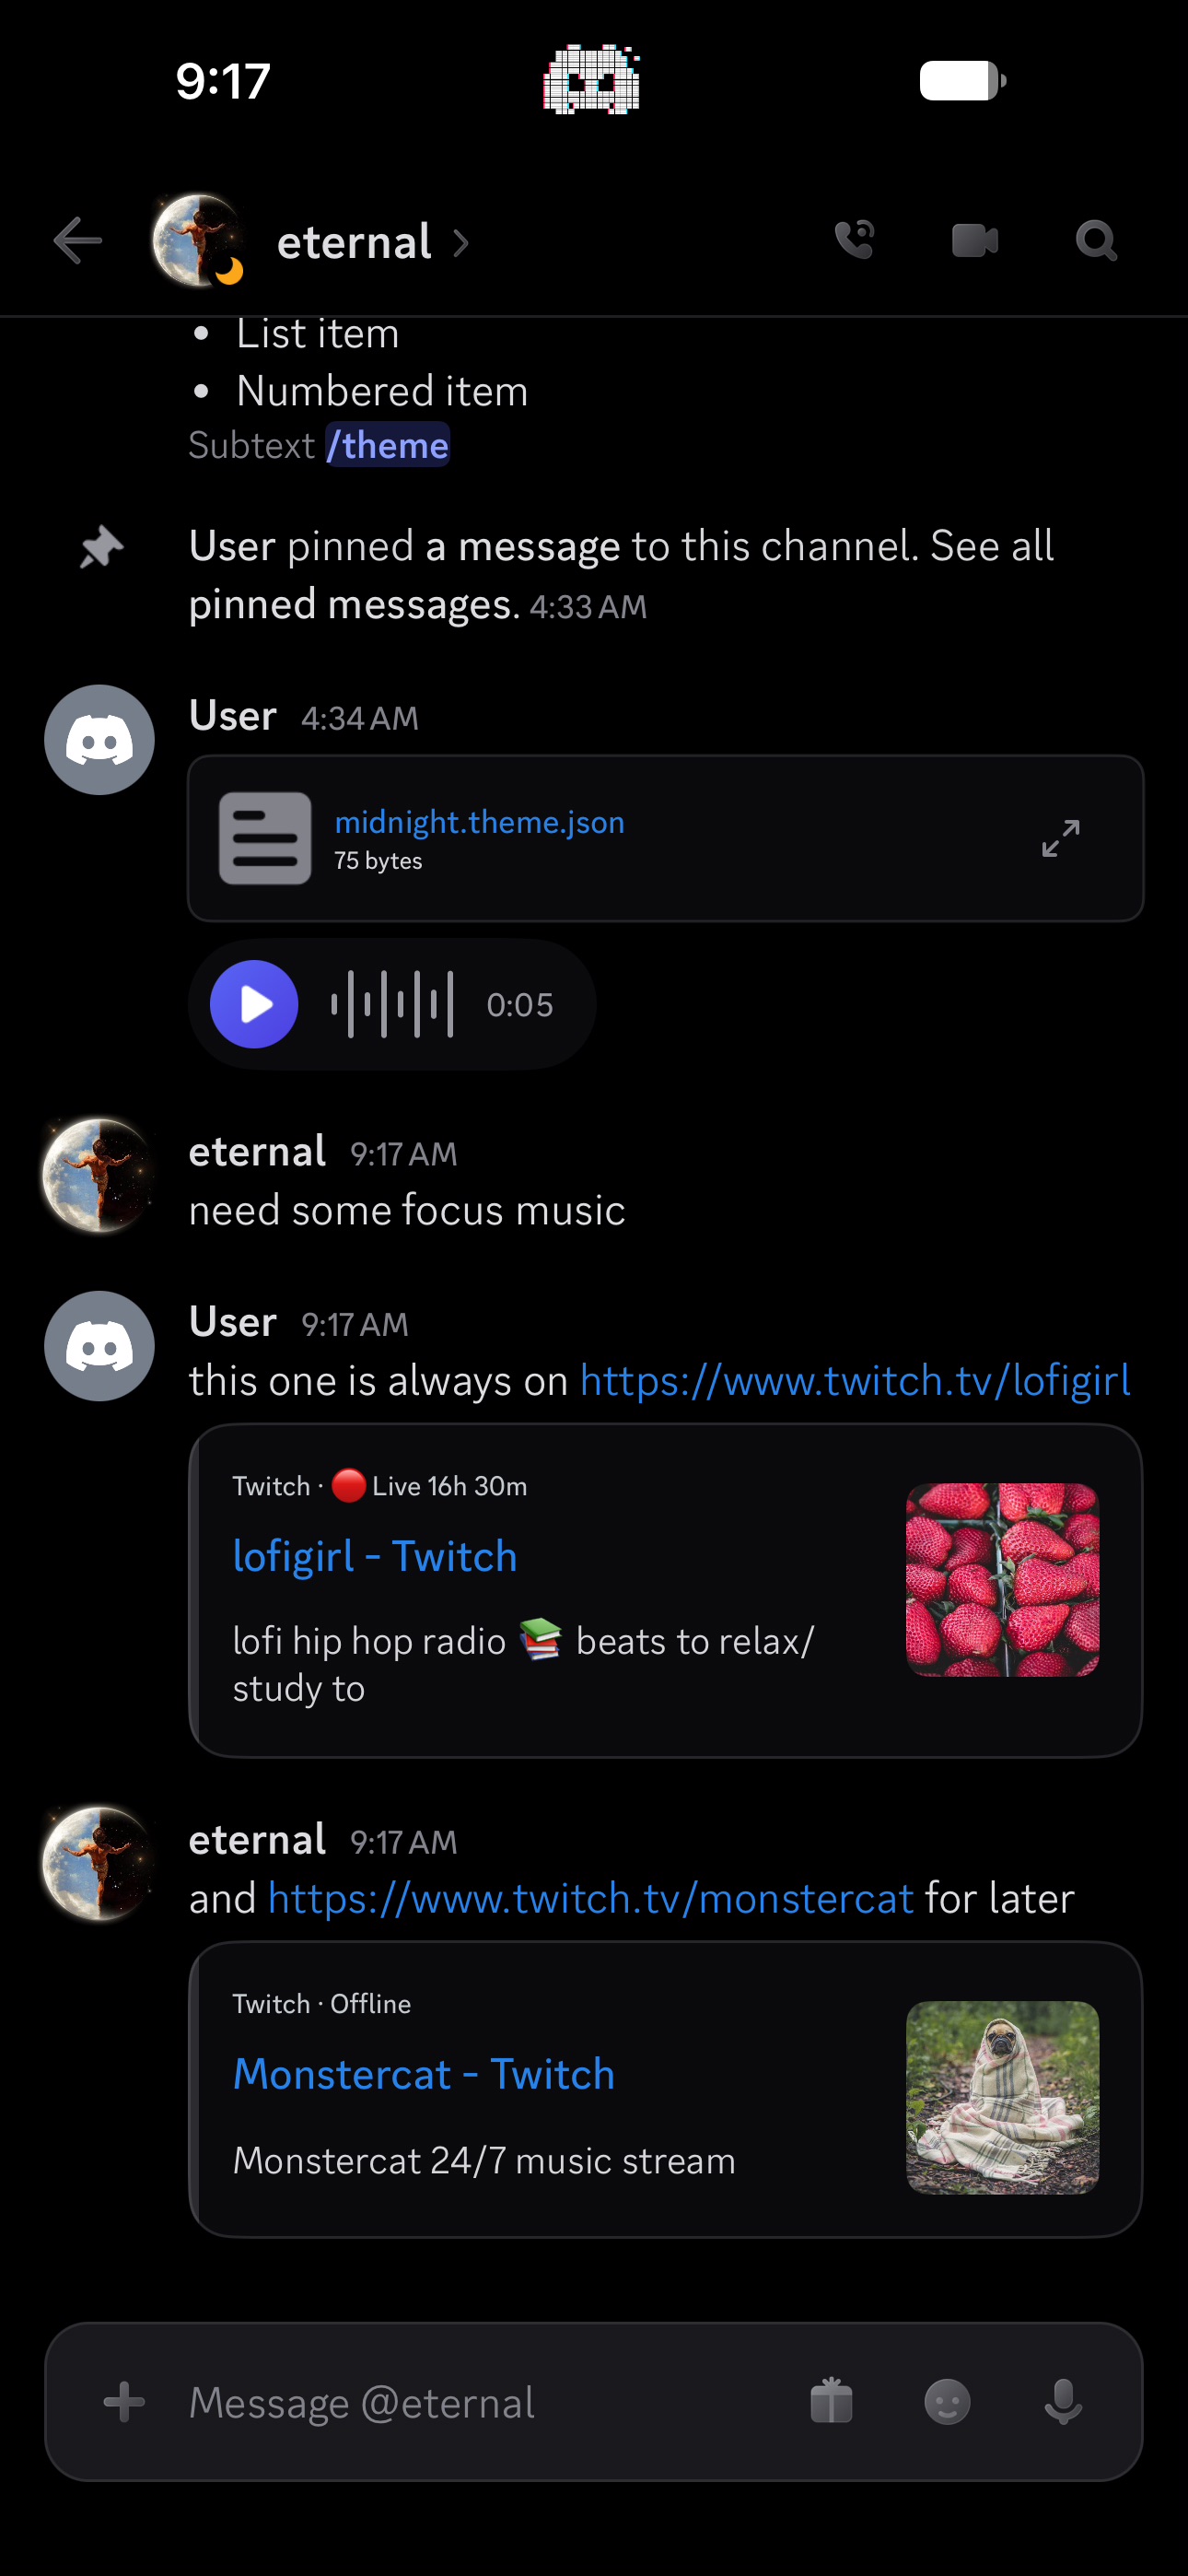 9:17
eternal
• List item
• Numbered item
Subtext /theme
User pinned a message to this channel. See all
pinned messages. 4:33 AM
User 4:34 AM
midnight.theme.json
75 bytes
0:05
eternal 9:17 AM
need some focus music
User 9:17 AM
this one is always on https://www.twitch.tv/lofigirl
Twitch · 🔴 Live 16h 30m
lofigirl - Twitch
lofi hip hop radio 📚 beats to relax/
study to
eternal 9:17 AM
and https://www.twitch.tv/monstercat for later
Twitch · Offline
Monstercat - Twitch
Monstercat 24/7 music stream
Message @eternal